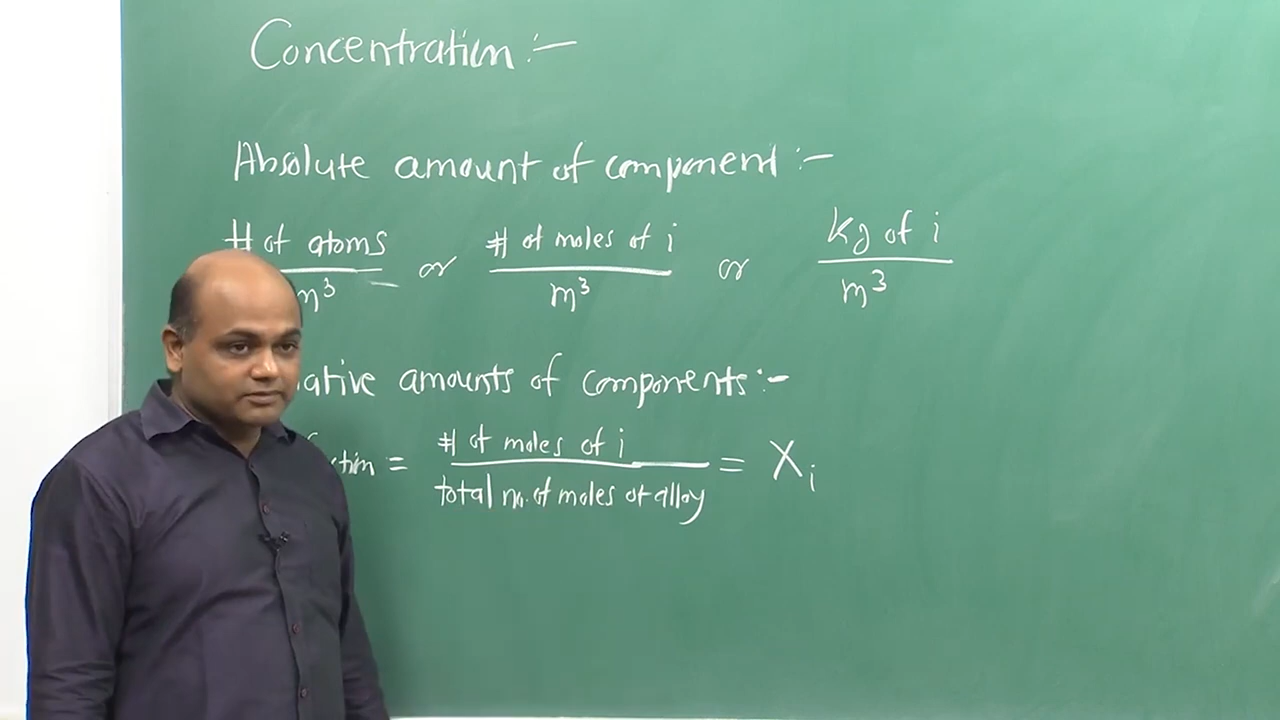 Concentration :-
Absolute amount of component :-
# of atoms / m³ or # of moles of i / m³ or kg of i / m³
amounts of components :-
= # of moles of i / total no. of moles of alloy = Xᵢ